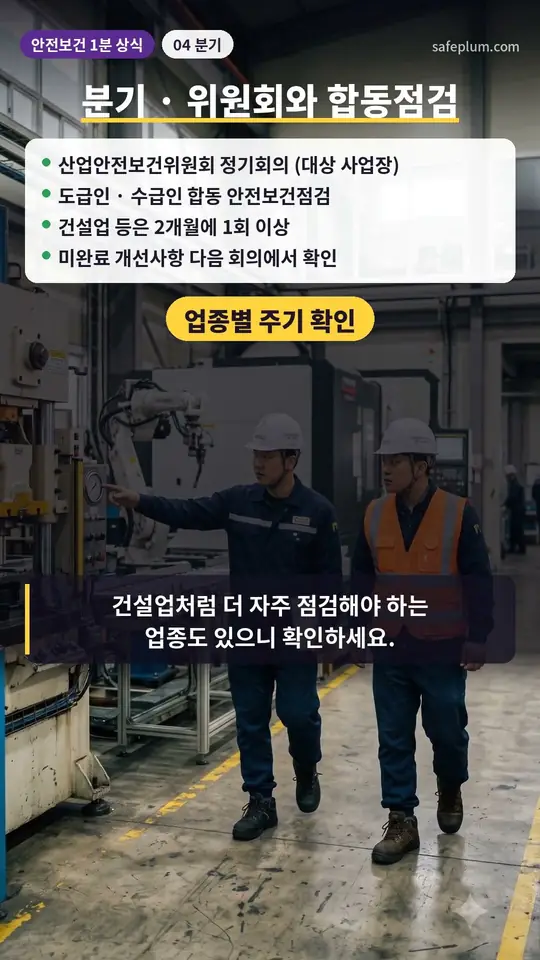 안전보건 1분 상식
04 분기
safeplum.com
분기 · 위원회와 합동점검
산업안전보건위원회 정기회의 (대상 사업장)
도급인 · 수급인 합동 안전보건점검
건설업 등은 2개월에 1회 이상
미완료 개선사항 다음 회의에서 확인
업종별 주기 확인
건설업처럼 더 자주 점검해야 하는
업종도 있으니 확인하세요.